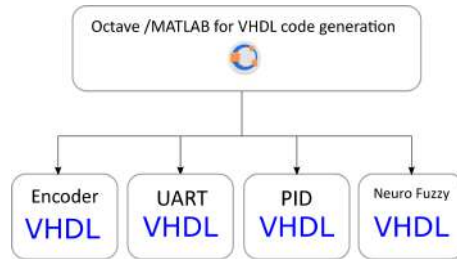 Octave /MATLAB for VHDL code generation
Encoder
VHDL
UART
VHDL
PID
VHDL
Neuro Fuzzy
VHDL